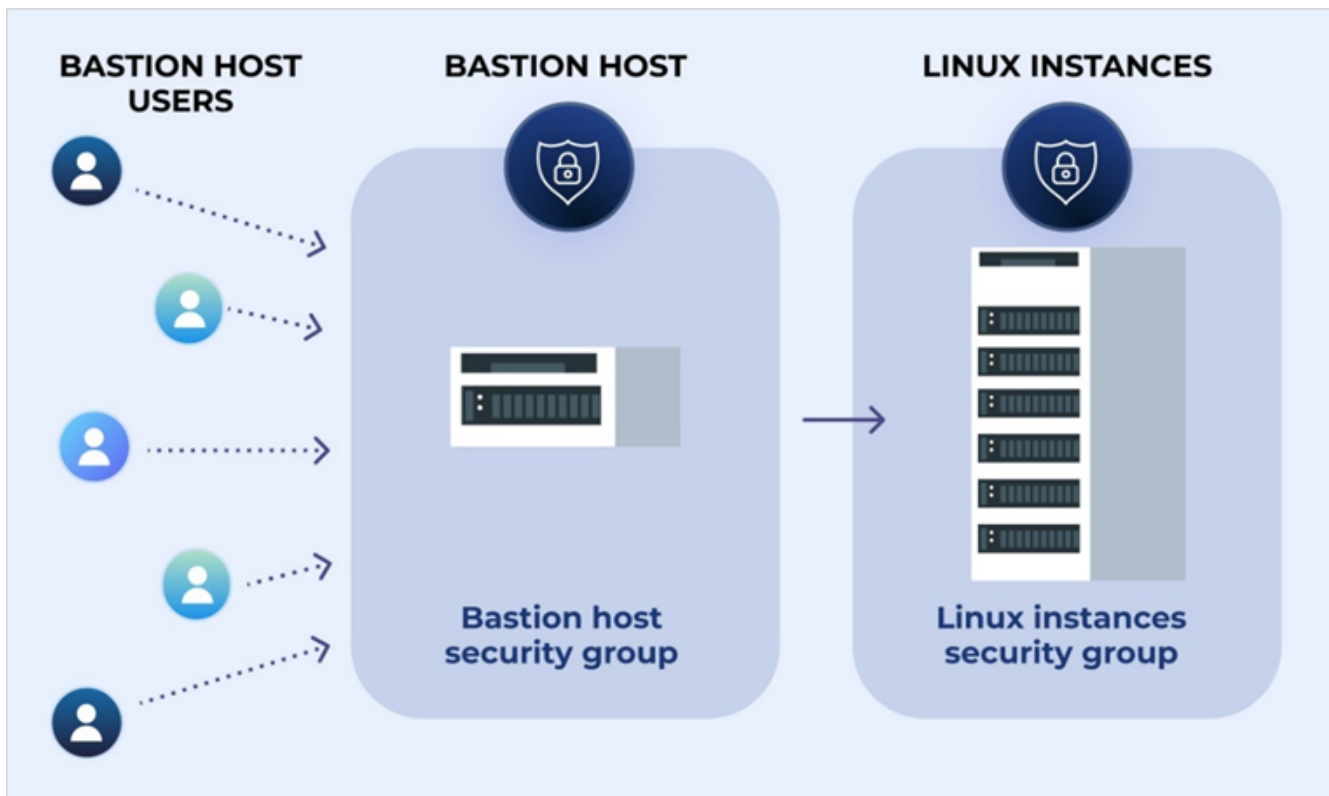 BASTION HOST
USERS
BASTION HOST
LINUX INSTANCES
Bastion host
security group
Linux instances
security group